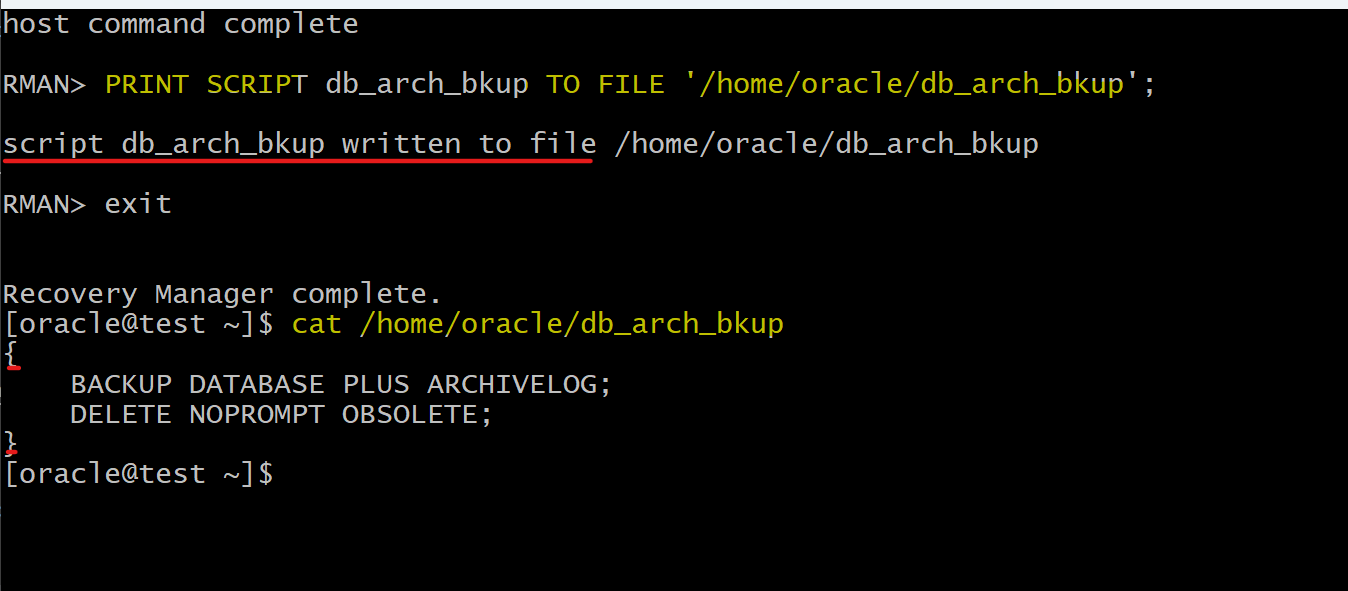 host command complete
RMAN> PRINT SCRIPT db_arch_bkup TO FILE '/home/oracle/db_arch_bkup';
script db_arch_bkup written to file /home/oracle/db_arch_bkup
RMAN> exit
Recovery Manager complete.
[oracle@test ~]$ cat /home/oracle/db_arch_bkup
{
    BACKUP DATABASE PLUS ARCHIVELOG;
    DELETE NOPROMPT OBSOLETE;
}
[oracle@test ~]$